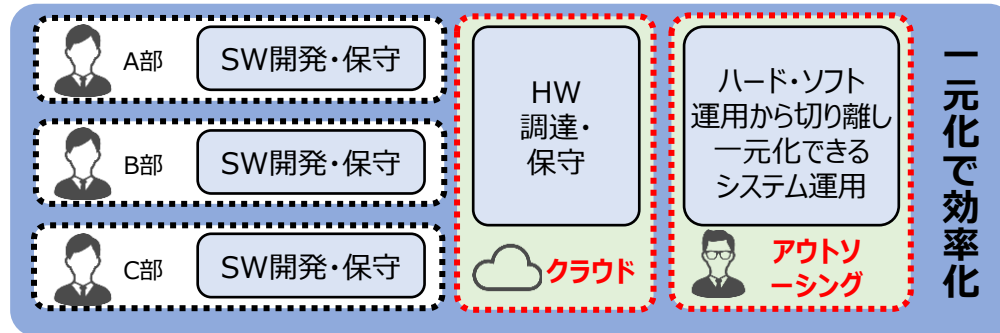 A部
SW開発・保守
B部
SW開発・保守
C部
SW開発・保守
HW
調達・
保守
クラウド
ハード・ソフト
運用から切り離し
一元化できる
システム運用
アウトソ
ーシング
一元化で効率化